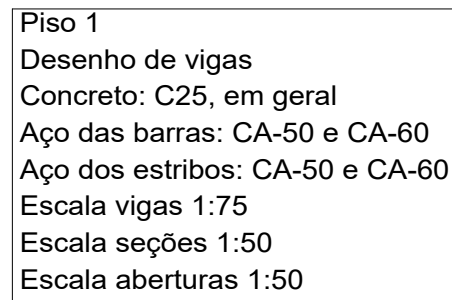 Piso 1
Desenho de vigas
Concreto: C25, em geral
Aço das barras: CA-50 e CA-60
Aço dos estribos: CA-50 e CA-60
Escala vigas 1:75
Escala seções 1:50
Escala aberturas 1:50